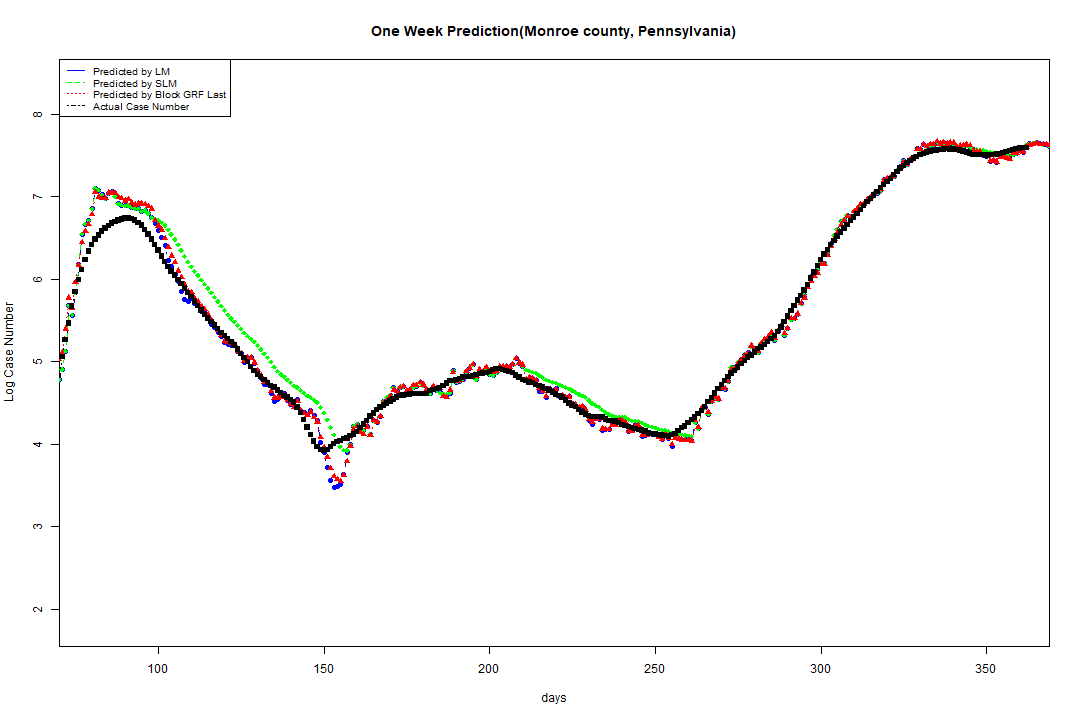 One Week Prediction(Monroe county, Pennsylvania)
Predicted by LM
Predicted by SLM
Predicted by Block GRF Last
Actual Case Number
Log Case Number
8
7
6
5
4
3
2
100 150 200 250 300 350
days